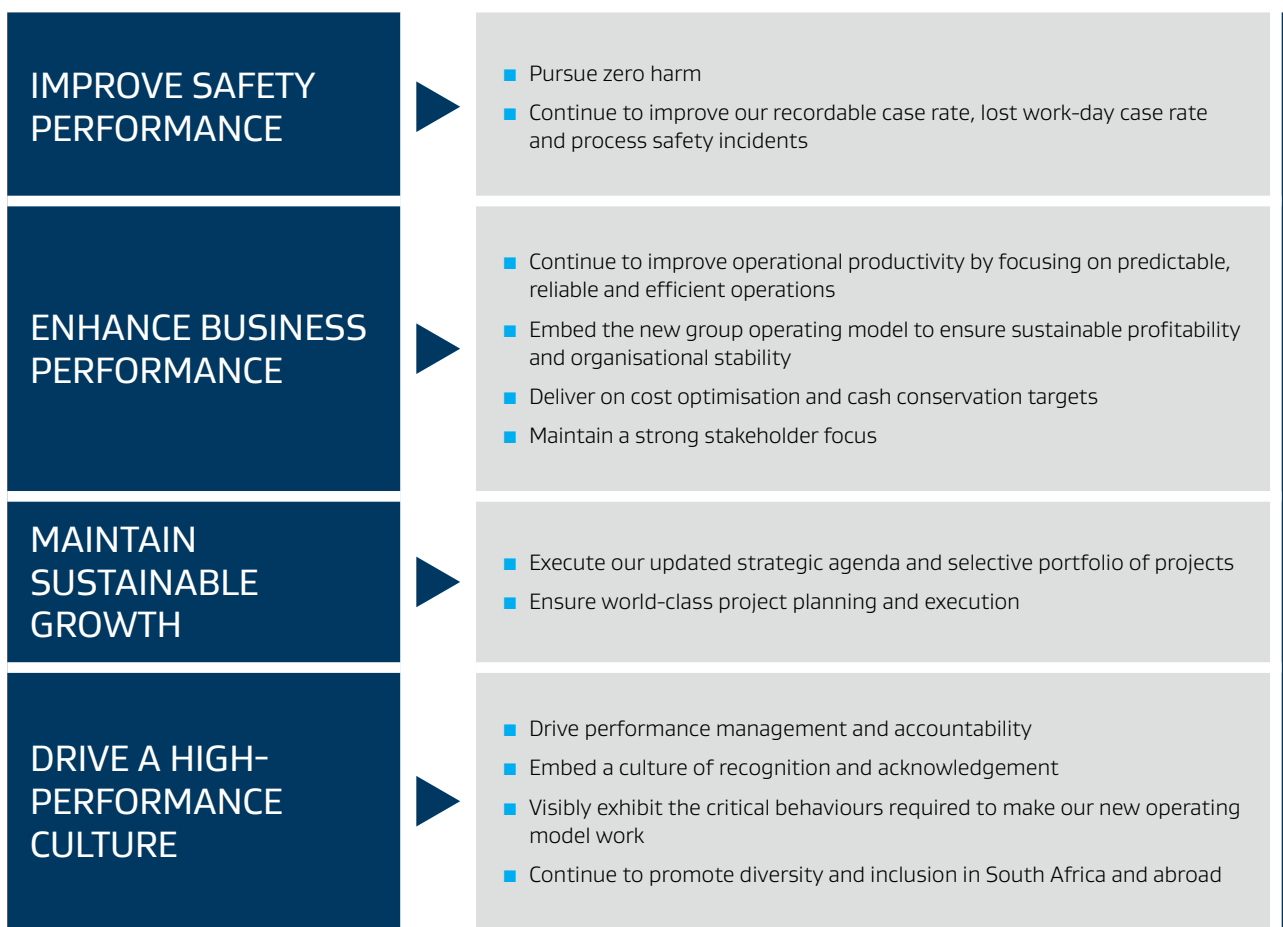 IMPROVE SAFETY
PERFORMANCE
■ Pursue zero harm
■ Continue to improve our recordable case rate, lost work-day case rate
and process safety incidents
ENHANCE BUSINESS
PERFORMANCE
■ Continue to improve operational productivity by focusing on predictable,
reliable and efficient operations
■ Embed the new group operating model to ensure sustainable profitability
and organisational stability
■ Deliver on cost optimisation and cash conservation targets
■ Maintain a strong stakeholder focus
MAINTAIN
SUSTAINABLE
GROWTH
■ Execute our updated strategic agenda and selective portfolio of projects
■ Ensure world-class project planning and execution
DRIVE A HIGH-
PERFORMANCE
CULTURE
■ Drive performance management and accountability
■ Embed a culture of recognition and acknowledgement
■ Visibly exhibit the critical behaviours required to make our new operating
model work
■ Continue to promote diversity and inclusion in South Africa and abroad